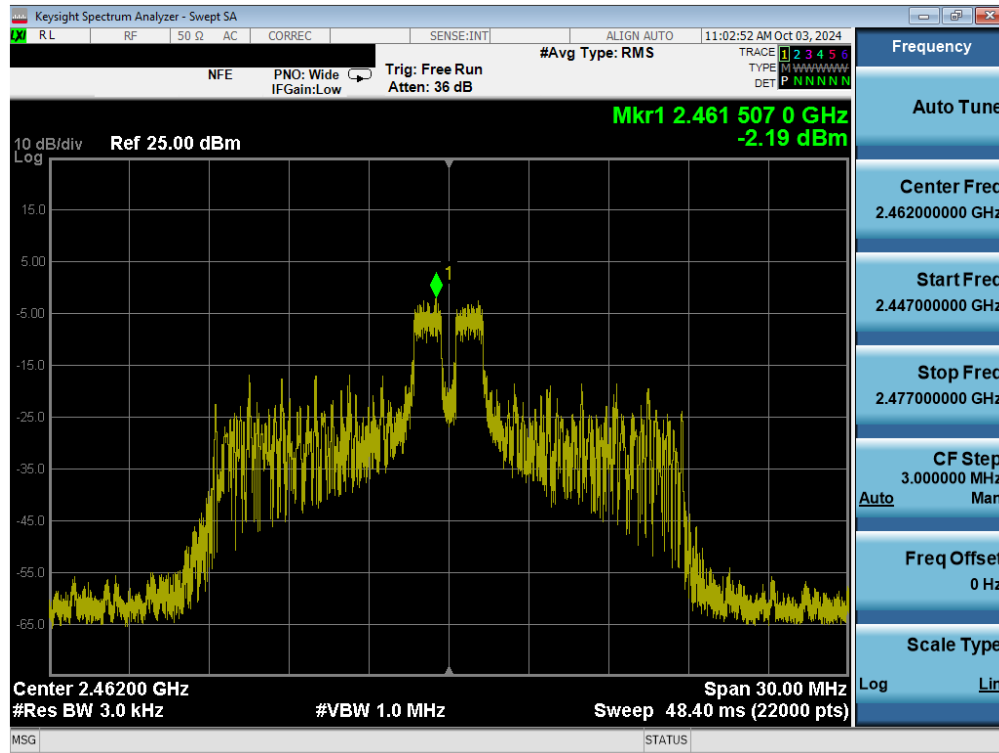 Keysight Spectrum Analyzer - Swept SA
LXI RL RF 50 Ω AC CORREC SENSE:INT ALIGN AUTO 11:02:52 AM Oct 03, 2024
NFE PNO: Wide Trig: Free Run #Avg Type: RMS TRACE 1 2 3 4 5 6
IFGain:Low Atten: 36 dB TYPE M W W W W W
DET P N N N N N
Mkr1 2.461 507 0 GHz
-2.19 dBm
10 dB/div Ref 25.00 dBm
Log
15.0
5.00
1
-5.00
-15.0
-25.0
-35.0
-45.0
-55.0
-65.0
Center 2.46200 GHz Span 30.00 MHz
#Res BW 3.0 kHz #VBW 1.0 MHz Sweep 48.40 ms (22000 pts)
MSG STATUS
Frequency
Auto Tune
Center Freq
2.462000000 GHz
Start Freq
2.447000000 GHz
Stop Freq
2.477000000 GHz
CF Step
3.000000 MHz
Auto Man
Freq Offset
0 Hz
Scale Type
Log Lin